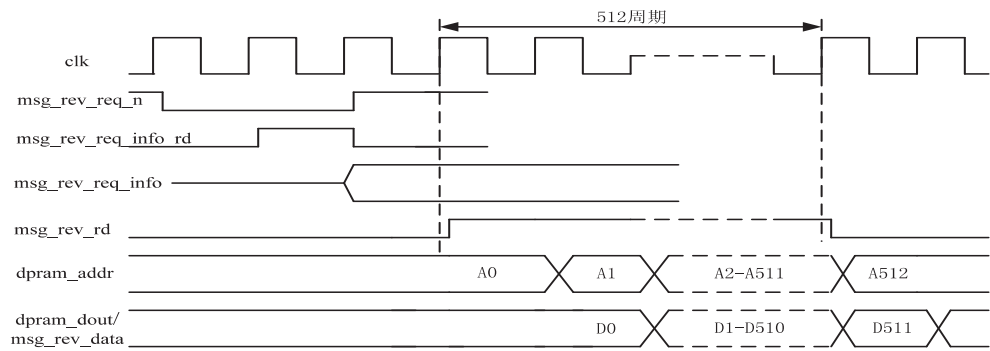 512周期
clk
msg_rev_req_n
msg_rev_req_info_rd
msg_rev_req_info
msg_rev_rd
dpram_addr A0 A1 A2-A511 A512
dpram_dout/
msg_rev_data D0 D1-D510 D511